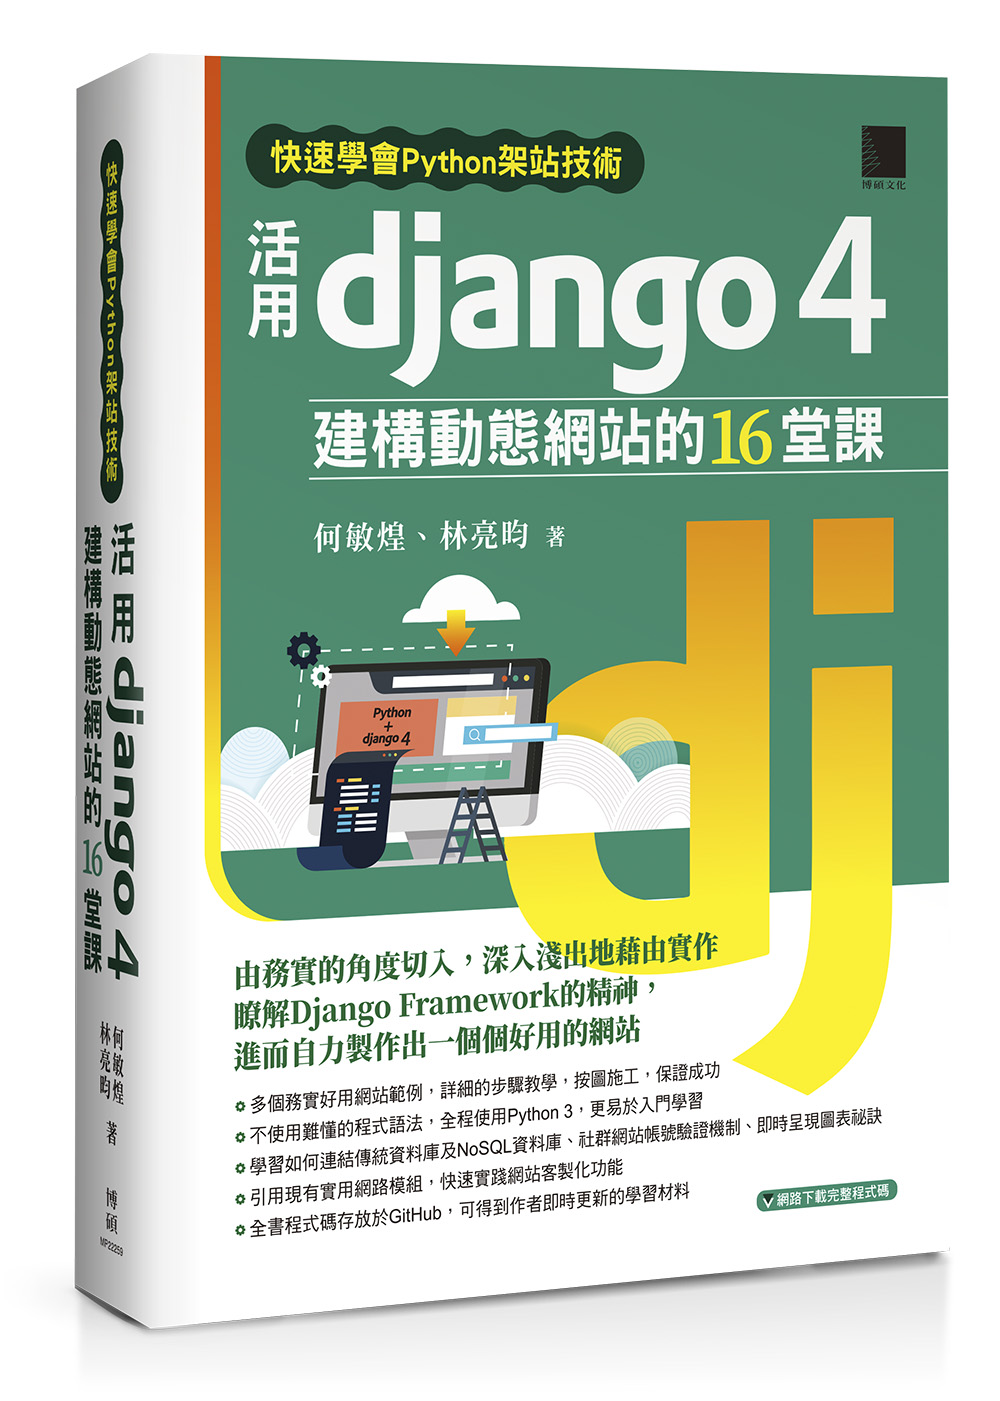 快速學會Python架站技術
博碩文化
活用
django 4
建構動態網站的16堂課
何敏煌、林亮昀 著
Python
+
django 4
由務實的角度切入，深入淺出地藉由實作
瞭解Django Framework的精神，
進而自力製作出一個個好用的網站
多個務實好用網站範例，詳細的步驟教學，按圖施工，保證成功
不使用難懂的程式語法，全程使用Python 3，更易於入門學習
學習如何連結傳統資料庫及NoSQL資料庫、社群網站帳號驗證機制、即時呈現圖表祕訣
引用現有實用網路模組，快速實踐網站客製化功能
全書程式碼存放於GitHub，可得到作者即時更新的學習材料
網路下載完整程式碼
快速學會Python架站技術
活用django 4
建構動態網站的16堂課
何敏煌
林亮昀
著
博碩
MP22259